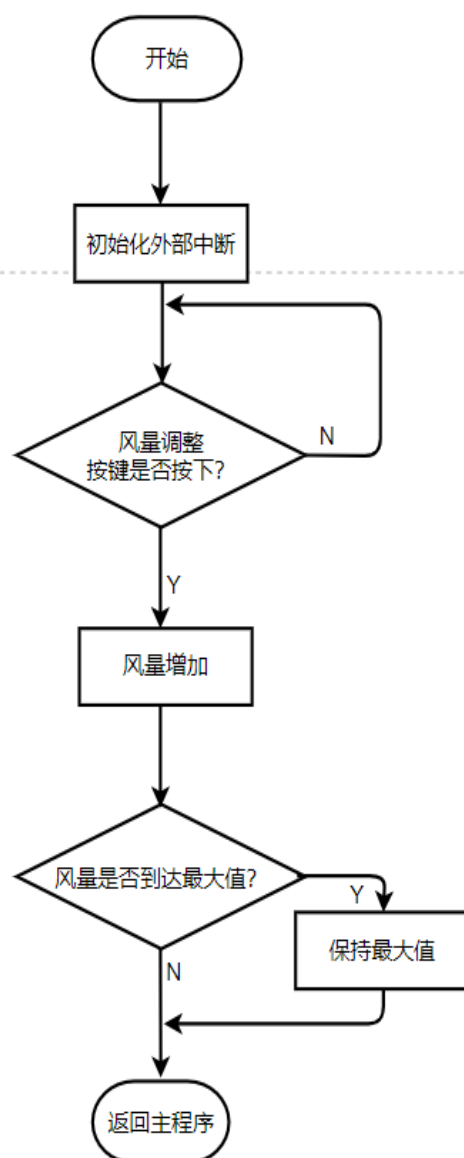 开始
初始化外部中断
风量调整
按键是否按下?
N
Y
风量增加
风量是否到达最大值?
Y
保持最大值
N
返回主程序